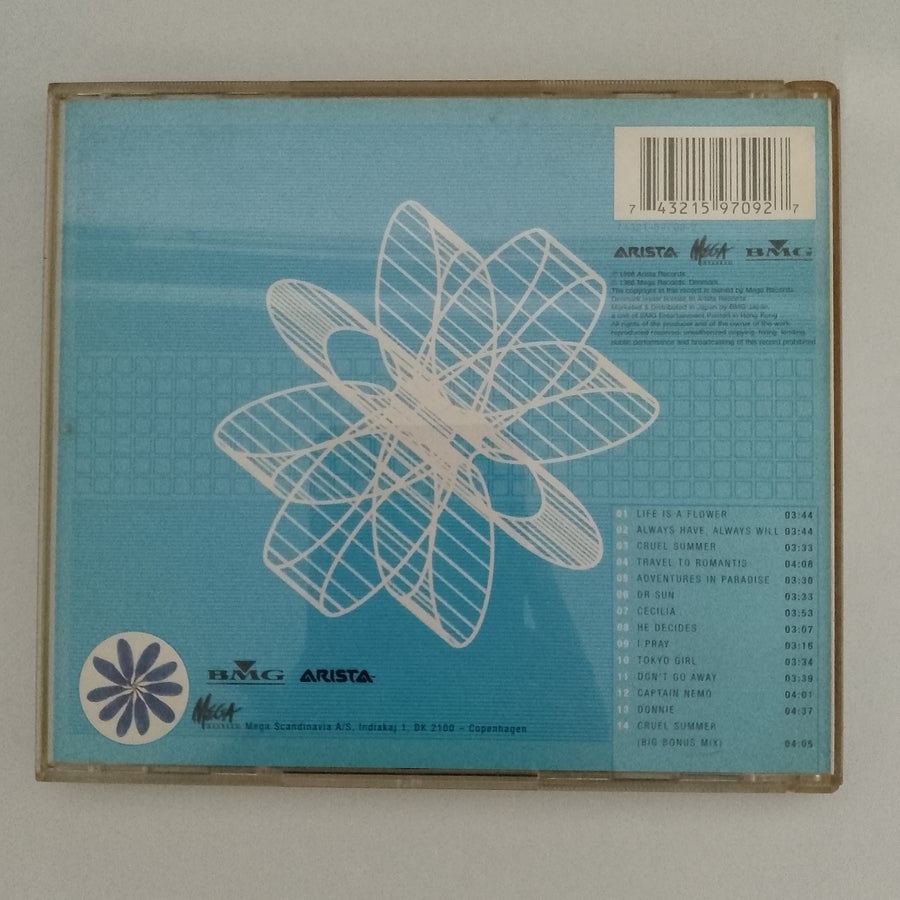 7 43215 97092 7
ARISTA MEGA RECORDS BMG
℗ 1998 Arista Records
© 1998 Mega Records, Denmark.
The copyright in this record is owned by Mega Records
Denmark under license to Arista Records
Marketed & Distributed in Japan by BMG Japan.
a unit of BMG Entertainment Printed in Hong Kong
All rights of the producer and of the owner of the work
reproduced reserved. unauthorized copying, hiring, lending,
public performance and broadcasting of this record prohibited
01 LIFE IS A FLOWER 03:44
02 ALWAYS HAVE, ALWAYS WILL 03:44
03 CRUEL SUMMER 03:33
04 TRAVEL TO ROMANTIS 04:08
05 ADVENTURES IN PARADISE 03:30
06 DR SUN 03:33
07 CECILIA 03:53
08 HE DECIDES 03:07
09 I PRAY 03:16
10 TOKYO GIRL 03:34
11 DON'T GO AWAY 03:39
12 CAPTAIN NEMO 04:01
13 DONNIE 04:37
14 CRUEL SUMMER
(BIG BONUS MIX) 04:05
BMG ARISTA
MEGA RECORDS Mega Scandinavia A/S, Indiakaj 1, DK 2100 - Copenhagen